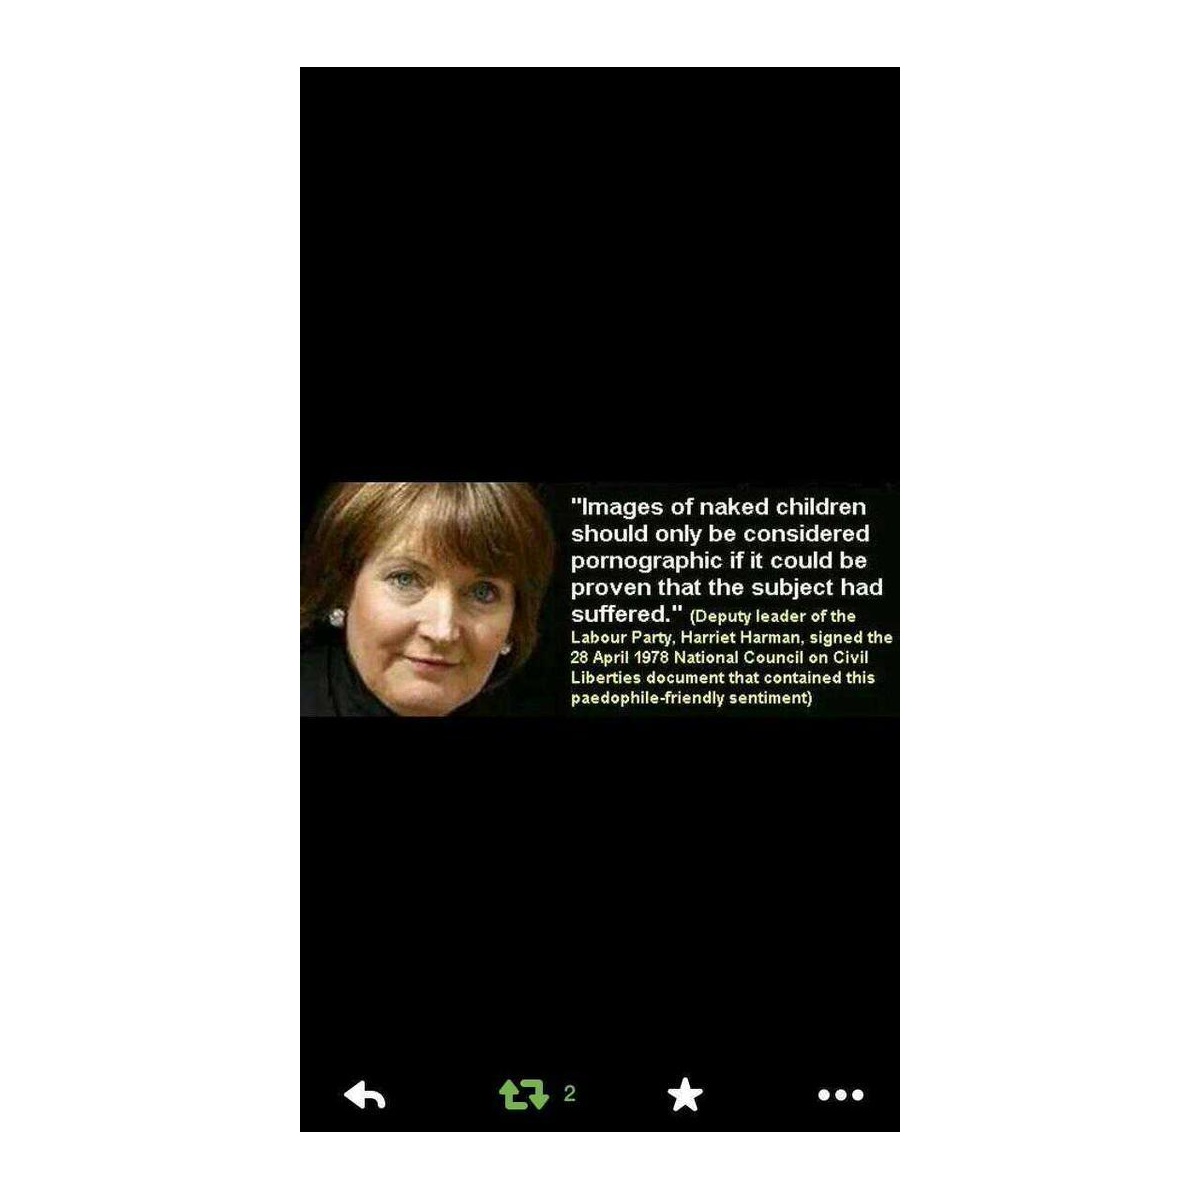 "Images of naked children
should only be considered
pornographic if it could be
proven that the subject had
suffered." (Deputy leader of the
Labour Party, Harriet Harman, signed the
28 April 1978 National Council on Civil
Liberties document that contained this
paedophile-friendly sentiment)
2